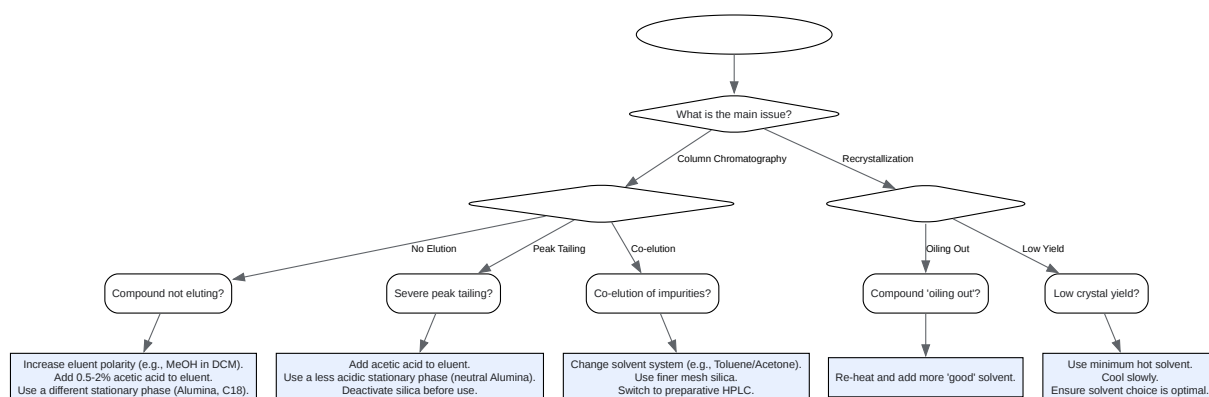 What is the main issue?
Column Chromatography
Recrystallization
No Elution
Peak Tailing
Co-elution
Oiling Out
Low Yield
Compound not eluting?
Severe peak tailing?
Co-elution of impurities?
Compound 'oiling out'?
Low crystal yield?
Increase eluent polarity (e.g., MeOH in DCM).
Add 0.5-2% acetic acid to eluent.
Use a different stationary phase (Alumina, C18).
Add acetic acid to eluent.
Use a less acidic stationary phase (neutral Alumina).
Deactivate silica before use.
Change solvent system (e.g., Toluene/Acetone).
Use finer mesh silica.
Switch to preparative HPLC.
Re-heat and add more 'good' solvent.
Use minimum hot solvent.
Cool slowly.
Ensure solvent choice is optimal.